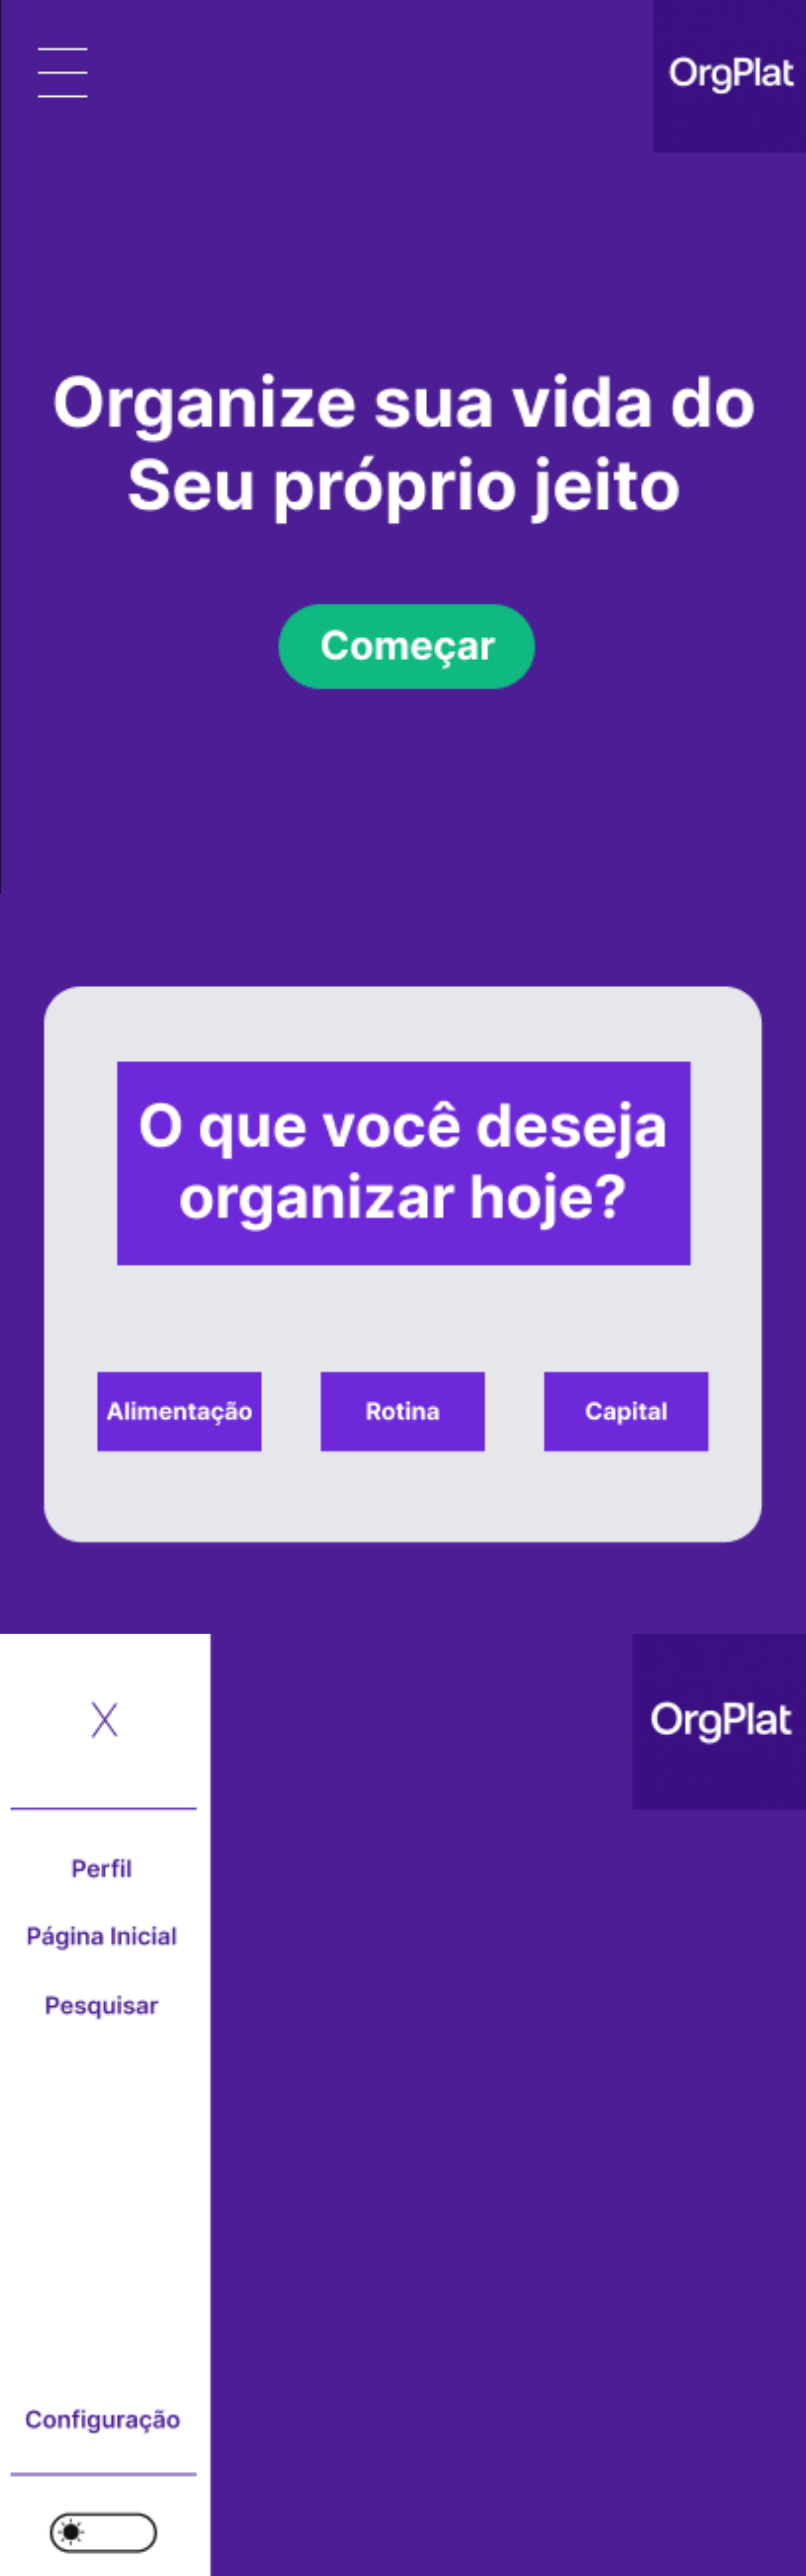 OrgPlat
Organize sua vida do
Seu próprio jeito
Começar
O que você deseja
organizar hoje?
Alimentação
Rotina
Capital
X
OrgPlat
Perfil
Página Inicial
Pesquisar
Configuração